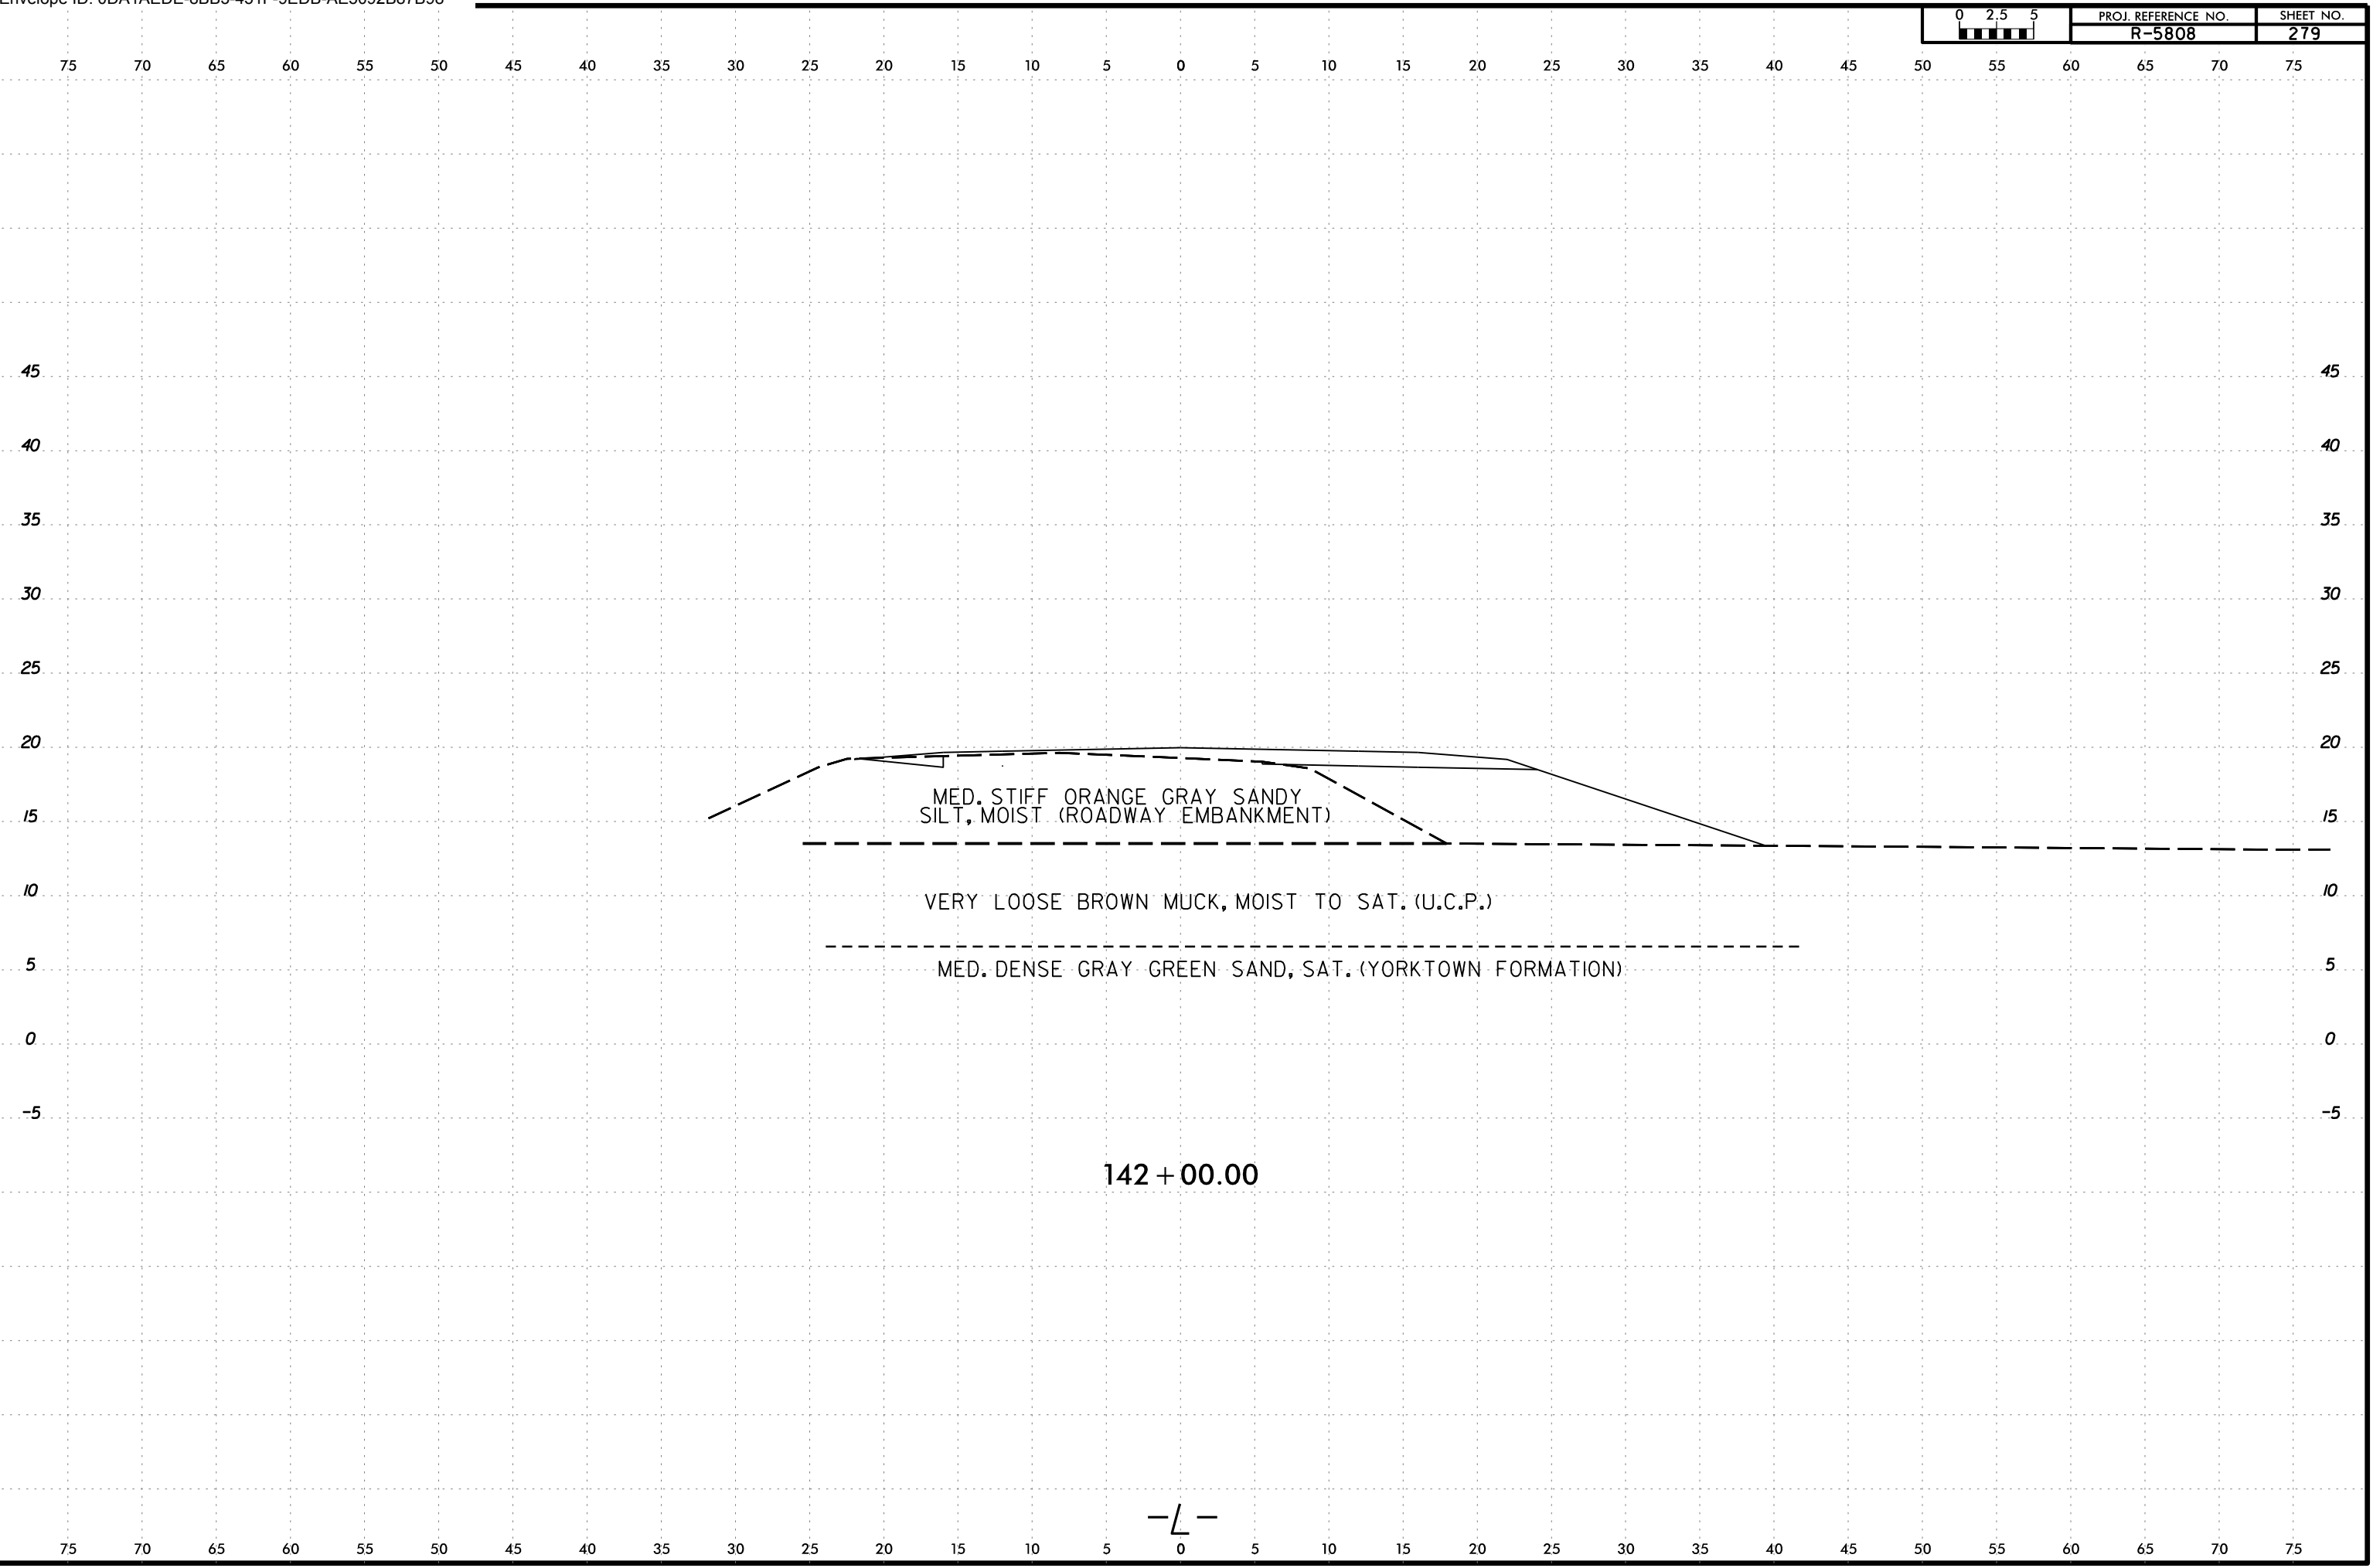 0 2.5 5 PROJ. REFERENCE NO. SHEET NO.
R-5808 279
75 70 65 60 55 50 45 40 35 30 25 20 15 10 5 0 5 10 15 20 25 30 35 40 45 50 55 60 65 70 75
45 45
40 40
35 35
30 30
25 25
20 20
MED. STIFF ORANGE GRAY SANDY
SILT, MOIST (ROADWAY EMBANKMENT)
15 15
10 10
VERY LOOSE BROWN MUCK, MOIST TO SAT. (U.C.P.)
5 5
MED. DENSE GRAY GREEN SAND, SAT. (YORKTOWN FORMATION)
0 0
-5 -5
142+00.00
-L-
75 70 65 60 55 50 45 40 35 30 25 20 15 10 5 0 5 10 15 20 25 30 35 40 45 50 55 60 65 70 75